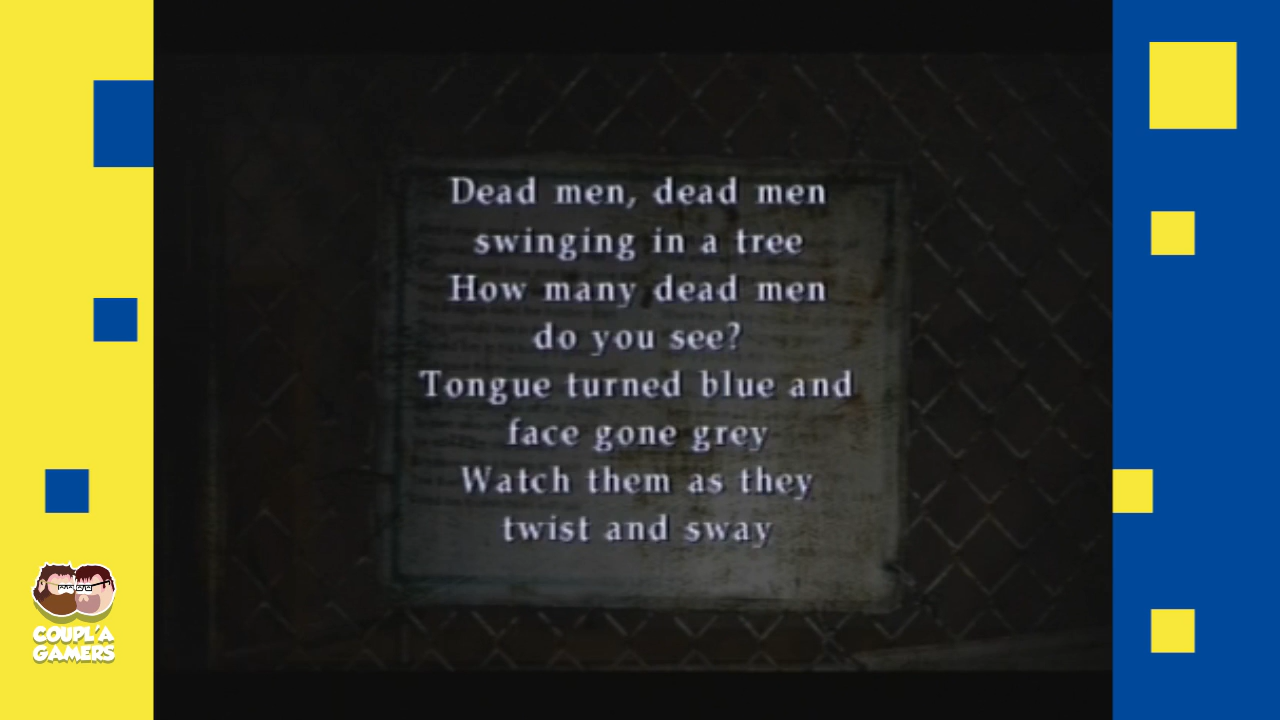 Dead men, dead men
swinging in a tree
How many dead men
do you see?
Tongue turned blue and
face gone grey
Watch them as they
twist and sway
COUPL'A
GAMERS